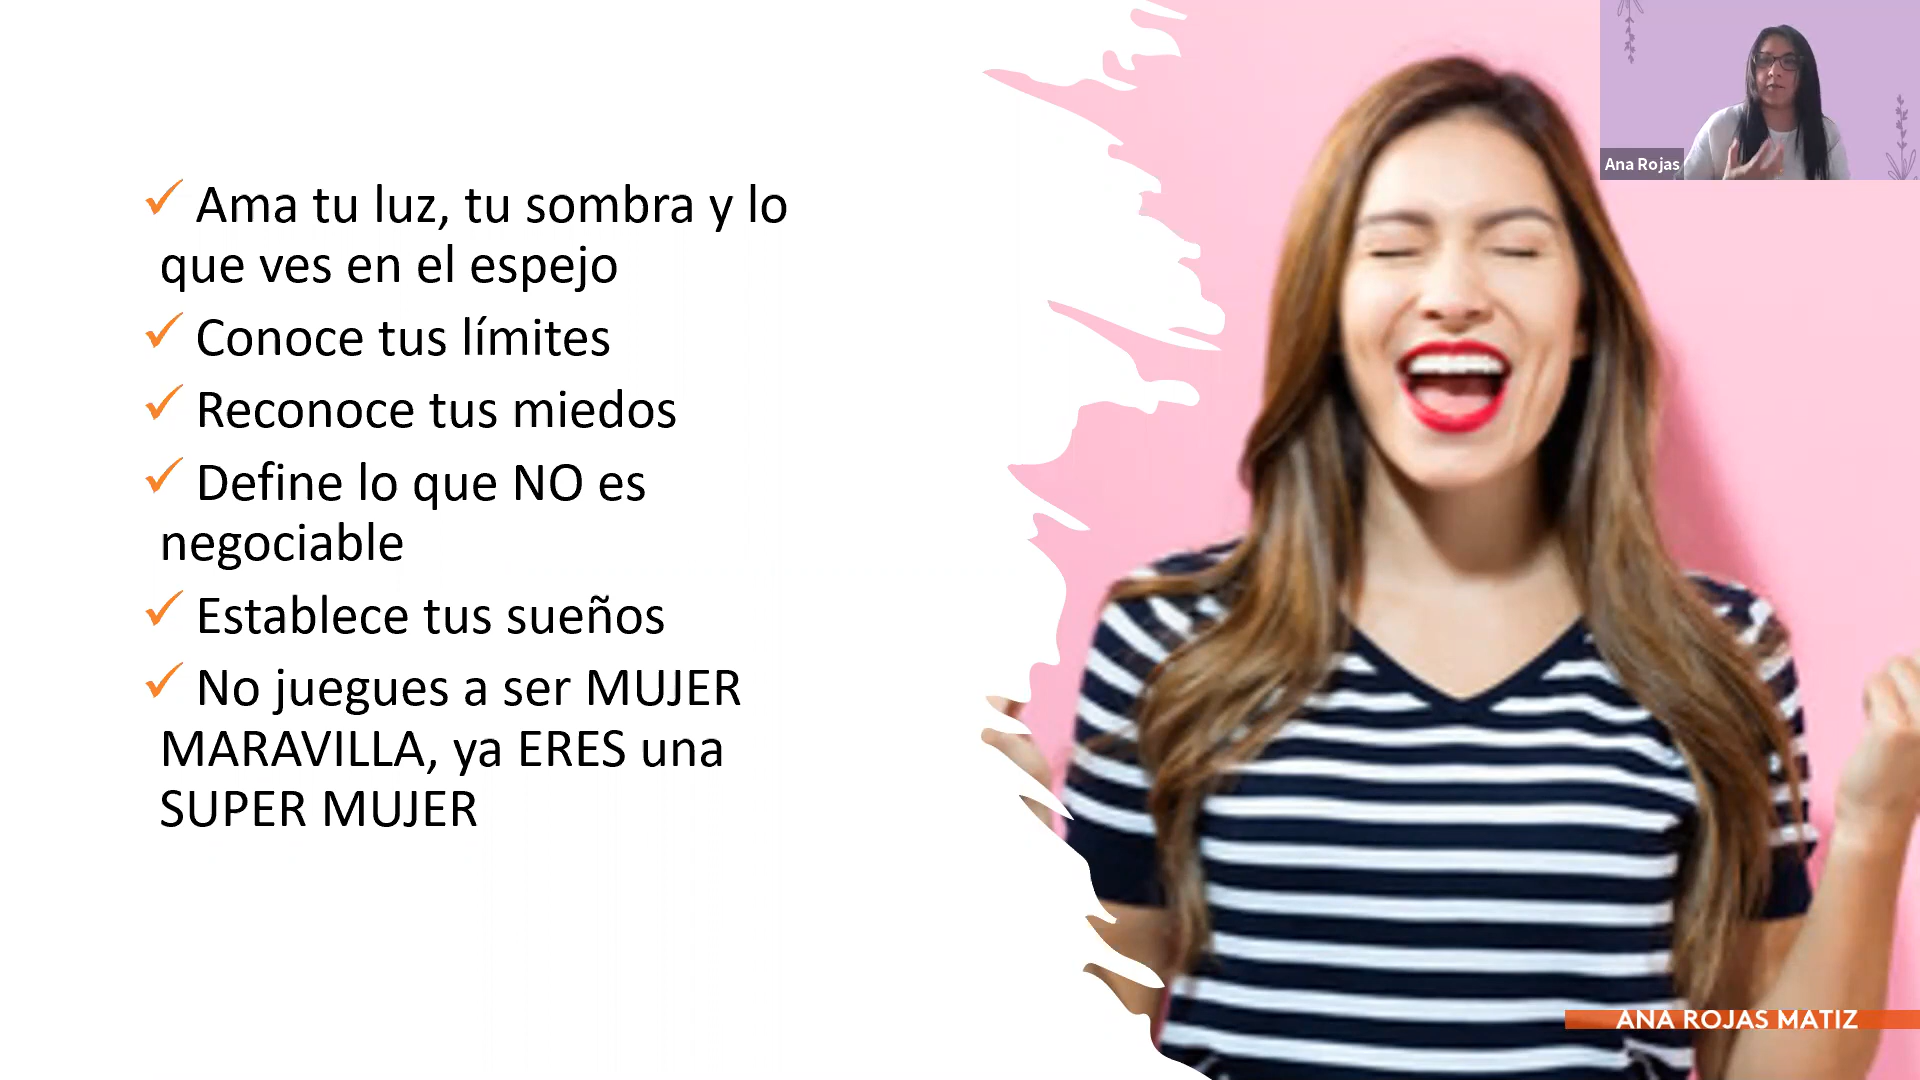 Ana Rojas
✓ Ama tu luz, tu sombra y lo
que ves en el espejo
✓ Conoce tus límites
✓ Reconoce tus miedos
✓ Define lo que NO es
negociable
✓ Establece tus sueños
✓ No juegues a ser MUJER
MARAVILLA, ya ERES una
SUPER MUJER
ANA ROJAS MATIZ